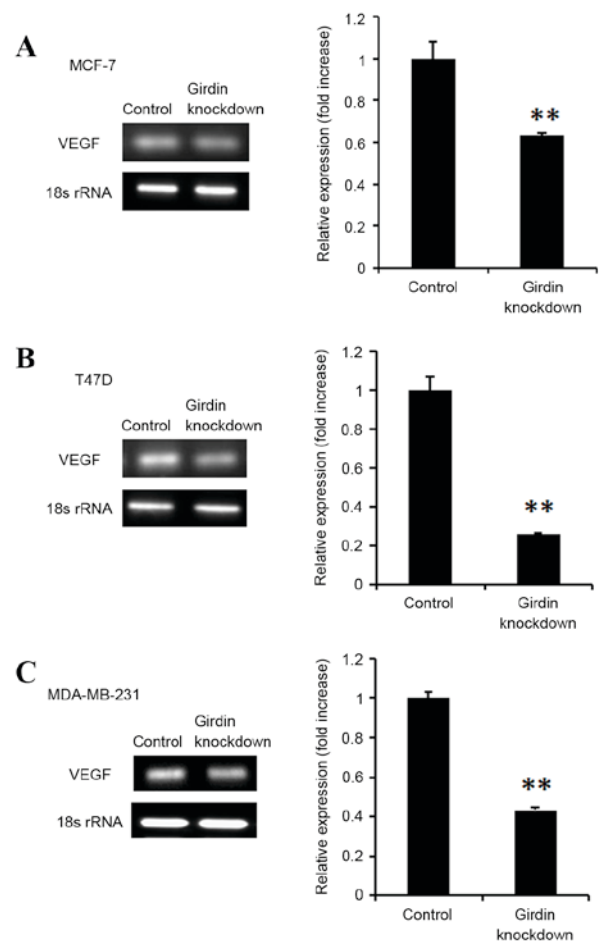 A
MCF-7
Control
Girdin
knockdown
VEGF
18s rRNA
Relative expression (fold increase)
1.2
1
0.8
0.6
0.4
0.2
0
**
Control
Girdin
knockdown
B
T47D
Control
Girdin
knockdown
VEGF
18s rRNA
Relative expression (fold increase)
1.2
1
0.8
0.6
0.4
0.2
0
**
Control
Girdin
knockdown
C
MDA-MB-231
Control
Girdin
knockdown
VEGF
18s rRNA
Relative expression (fold increase)
1.2
1
0.8
0.6
0.4
0.2
0
**
Control
Girdin
knockdown